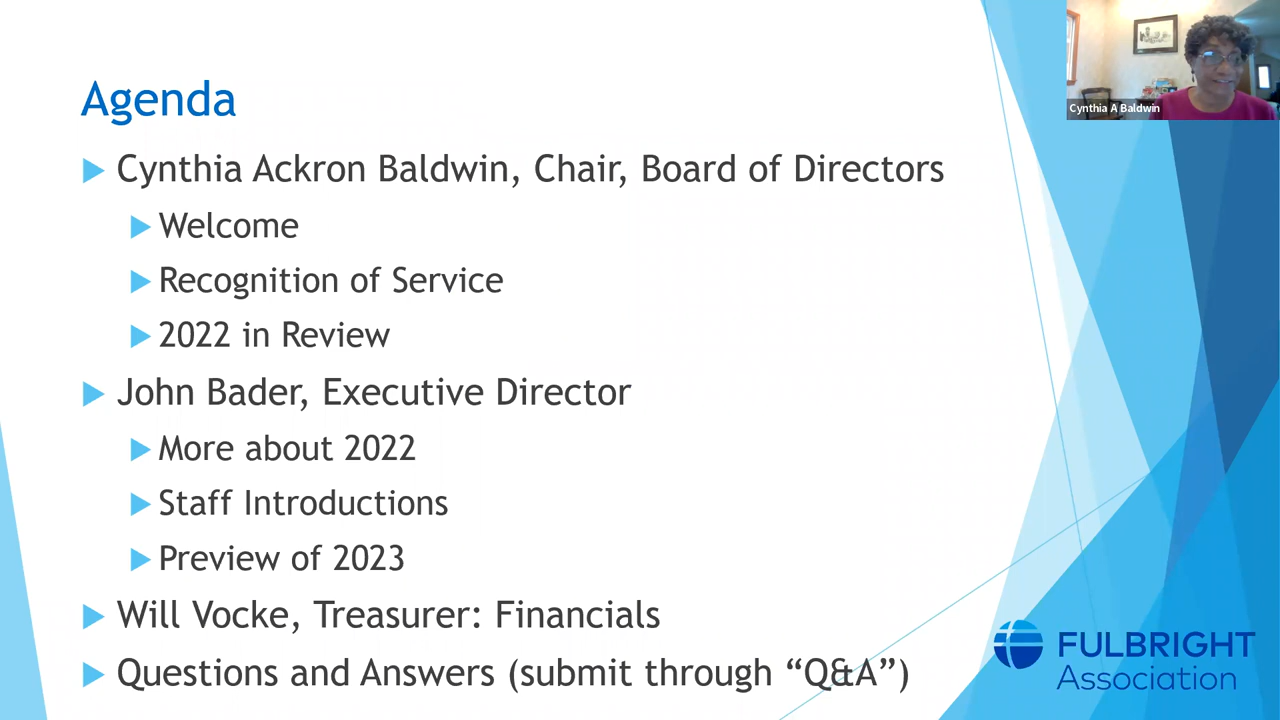 Agenda
Cynthia Ackron Baldwin, Chair, Board of Directors
Welcome
Recognition of Service
2022 in Review
John Bader, Executive Director
More about 2022
Staff Introductions
Preview of 2023
Will Vocke, Treasurer: Financials
Questions and Answers (submit through “Q&A”)
Cynthia A Baldwin
FULBRIGHT
Association